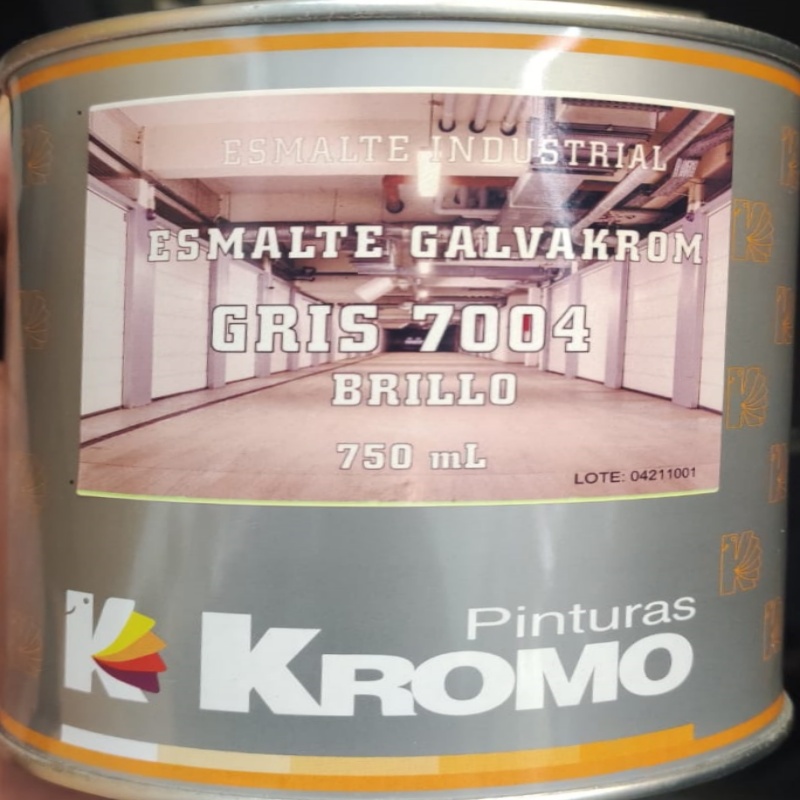 ESMALTE INDUSTRIAL
ESMALTE GALVAKROM
GRIS 7004
BRILLO
750 mL
LOTE: 04211001
Pinturas
K KROMO